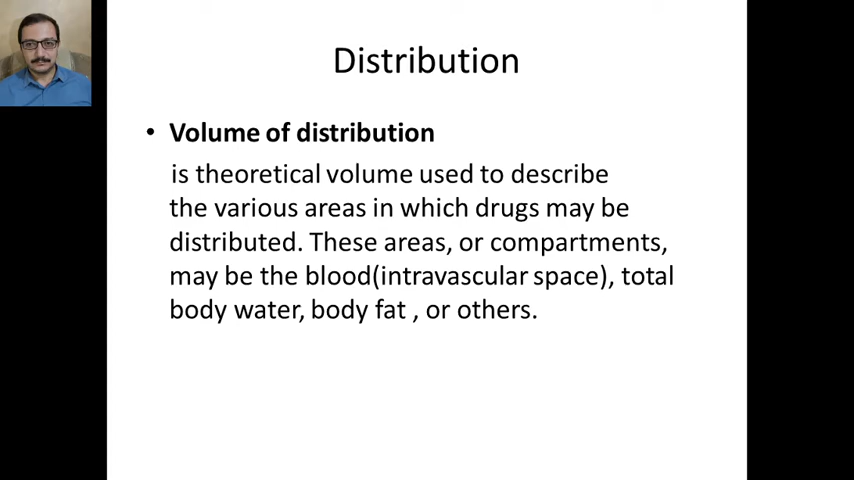 Distribution
• Volume of distribution
is theoretical volume used to describe
the various areas in which drugs may be
distributed. These areas, or compartments,
may be the blood(intravascular space), total
body water, body fat , or others.